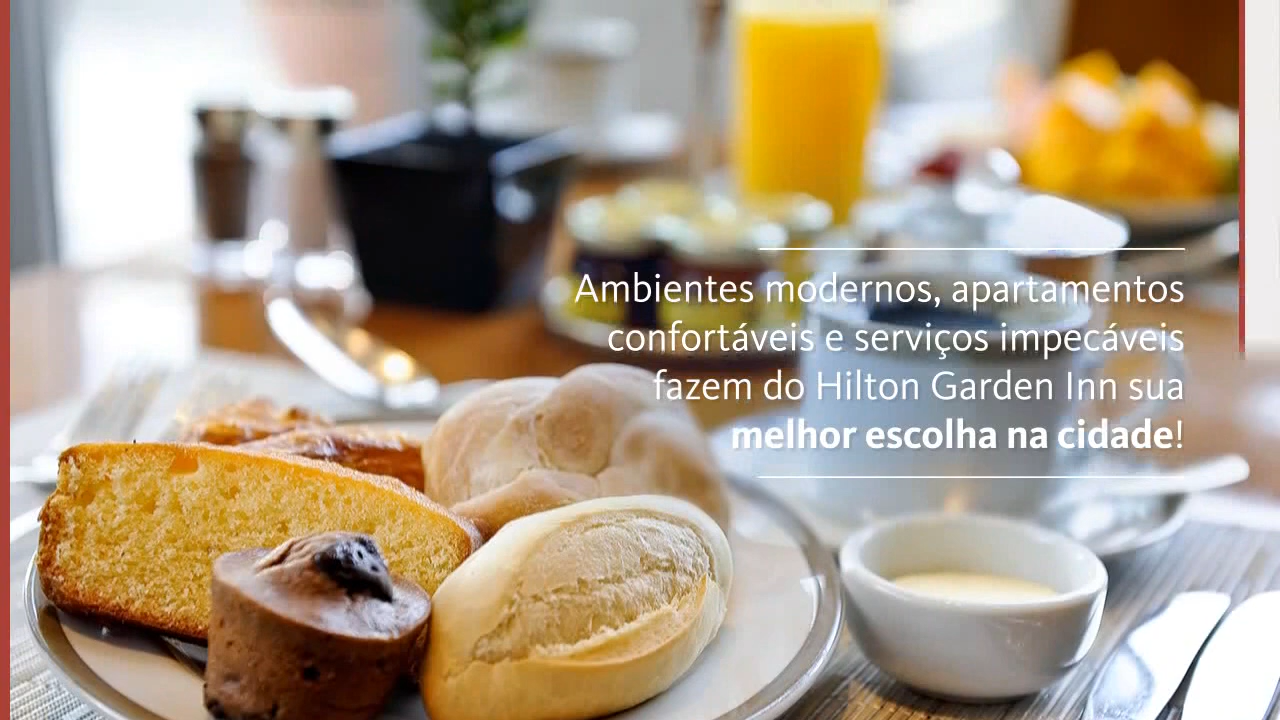 Ambientes modernos, apartamentos
confortáveis e serviços impecáveis
fazem do Hilton Garden Inn sua
melhor escolha na cidade!